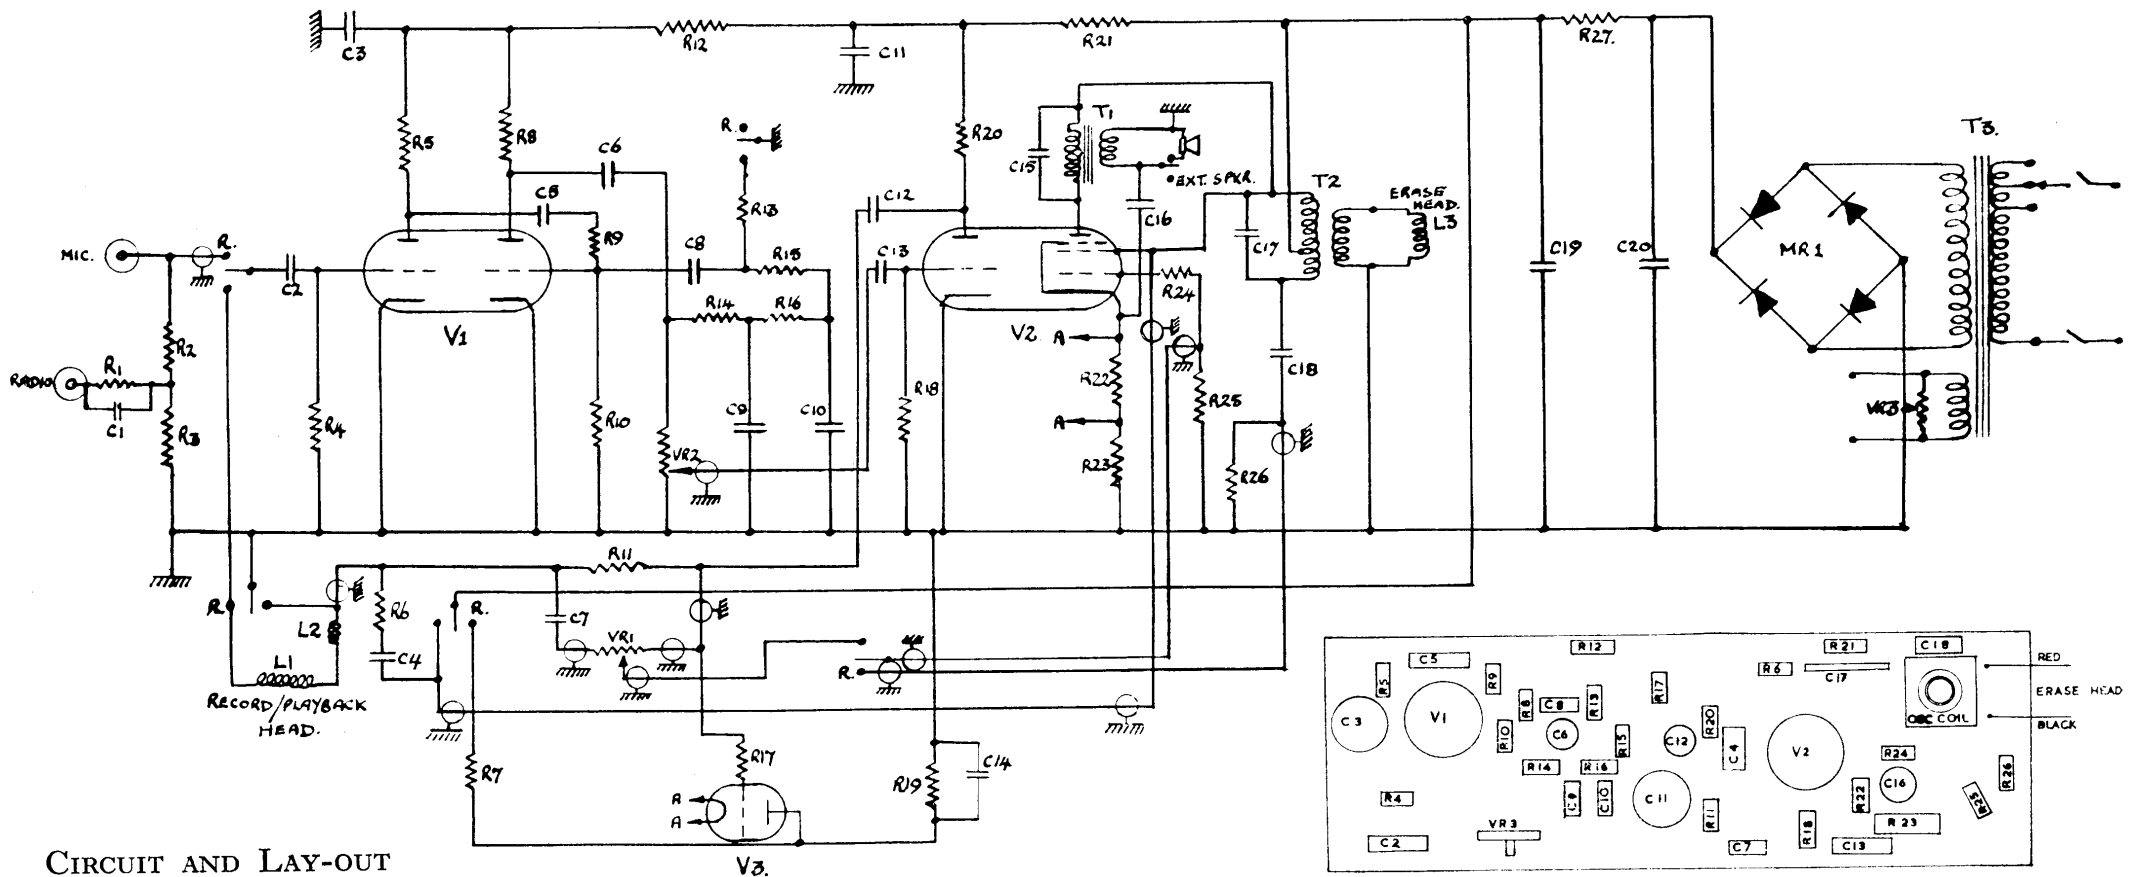 C3
R12
C11
R21
R27.
R5
R8
C6
R.
R13
R20
C15
T1
EXT. SPKR.
T2
ERASE HEAD.
L3
T3.
C5
R9
C12
C16
C17
C19
C20
MR1
MIC.
R.
C2
C8
R15
C13
R24
V1
R14
R16
V2
A
C18
RADIO
R1
C1
R2
R3
R4
R10
VR2
C9
C10
R18
R22
A
R23
R25
R26
VR3
R11
R
L2
L1
RECORD/PLAYBACK
HEAD.
R6
C4
R.
C7
VR1
R.
R7
R17
A
A
V3.
R19
C14
CIRCUIT AND LAY-OUT
R12
R21
C18
RED
C5
R5
R9
R6
C17
ERASE HEAD
C3
V1
R8
C8
R13
R17
OSC COIL
BLACK
R10
C6
R15
C12
R20
C4
V2
R24
R14
R16
C16
R26
R4
C9
C10
C11
R11
R22
R25
VR3
R18
R23
C2
C7
C13